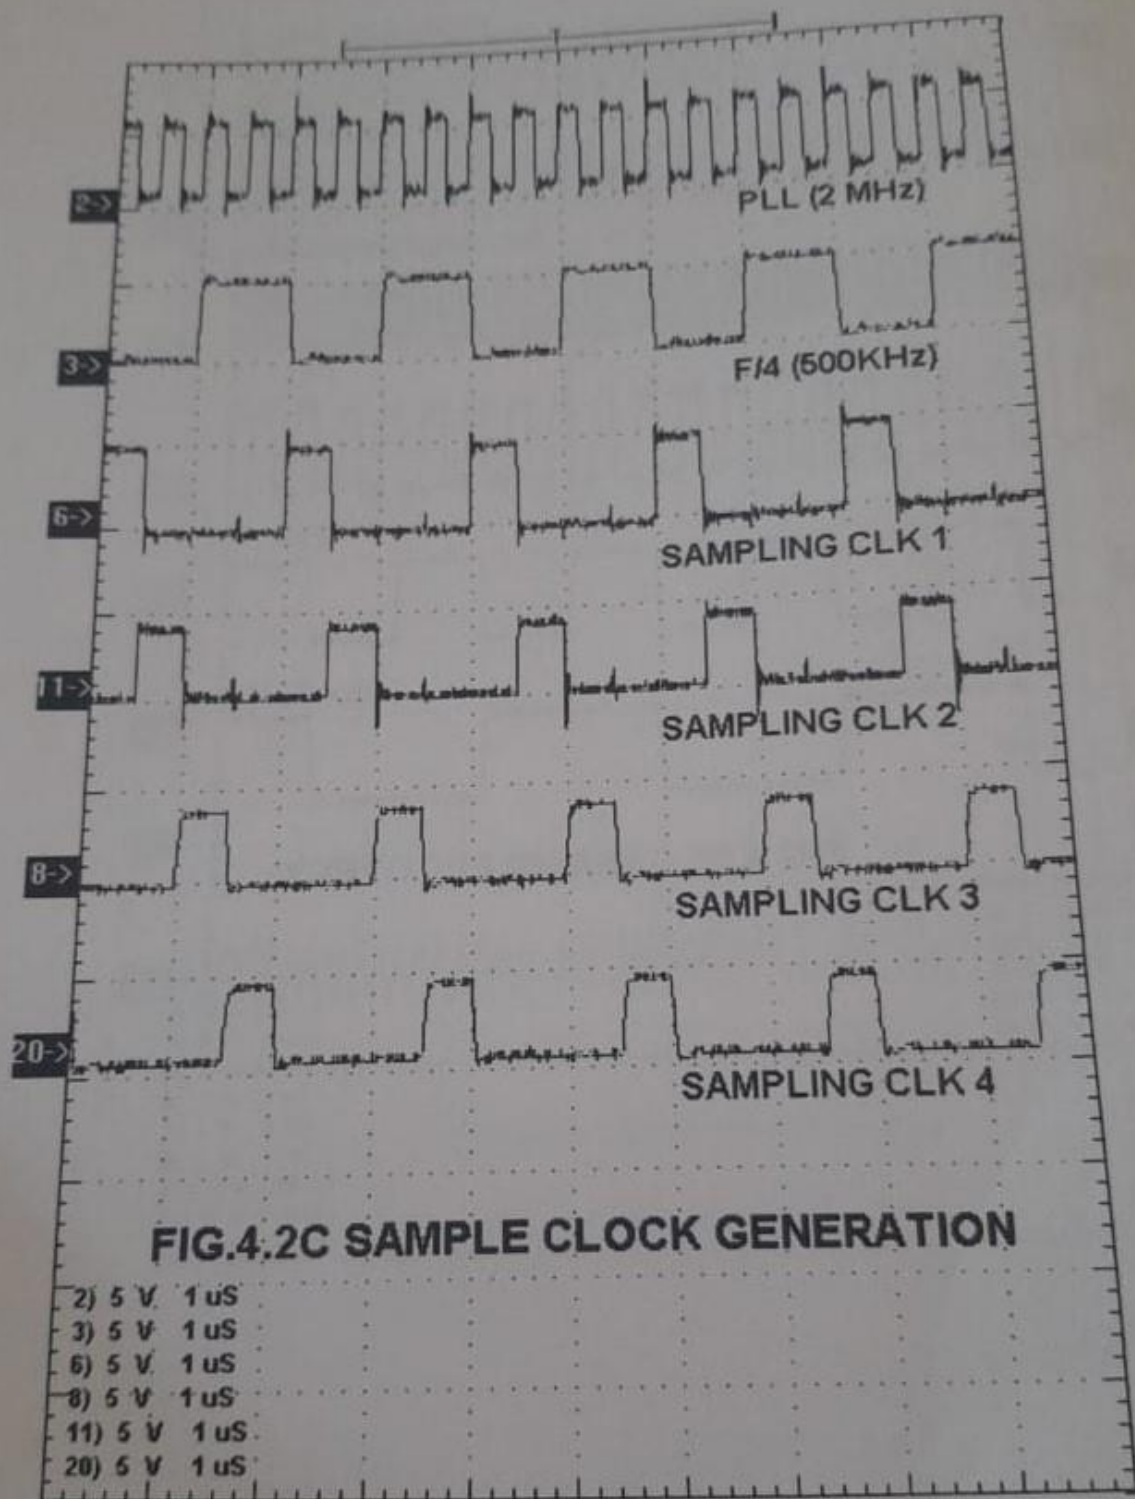 2->
PLL (2 MHz)
3->
F/4 (500KHz)
6->
SAMPLING CLK 1
11->
SAMPLING CLK 2
8->
SAMPLING CLK 3
20->
SAMPLING CLK 4
FIG.4.2C SAMPLE CLOCK GENERATION
2) 5 V 1 uS
3) 5 V 1 uS
6) 5 V 1 uS
8) 5 V 1 uS
11) 5 V 1 uS
20) 5 V 1 uS